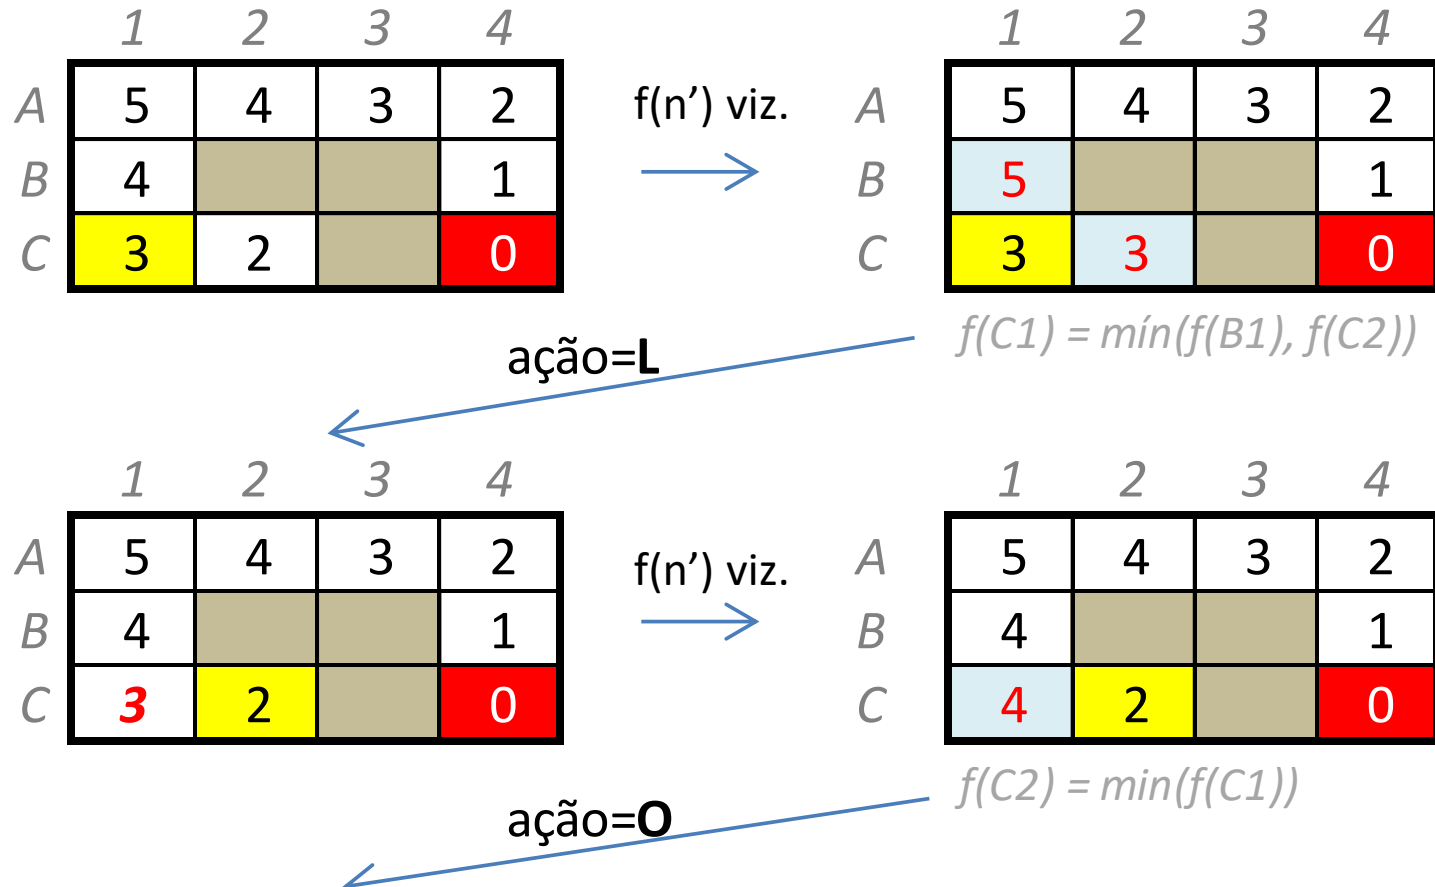 1 2 3 4 1 2 3 4
A 5 4 3 2 f(n’) viz. A 5 4 3 2
B 4 1 B 5 1
C 3 2 0 C 3 3 0
f(C1) = mín(f(B1), f(C2))
ação=L
1 2 3 4 1 2 3 4
A 5 4 3 2 f(n’) viz. A 5 4 3 2
B 4 1 B 4 1
C 3 2 0 C 4 2 0
f(C2) = min(f(C1))
ação=O